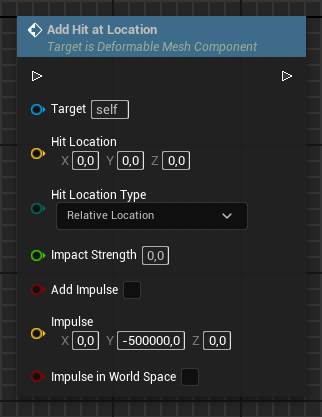 Add Hit at Location
Target is Deformable Mesh Component
Target self
Hit Location
X 0,0 Y 0,0 Z 0,0
Hit Location Type
Relative Location
Impact Strength 0,0
Add Impulse
Impulse
X 0,0 Y -500000,0 Z 0,0
Impulse in World Space